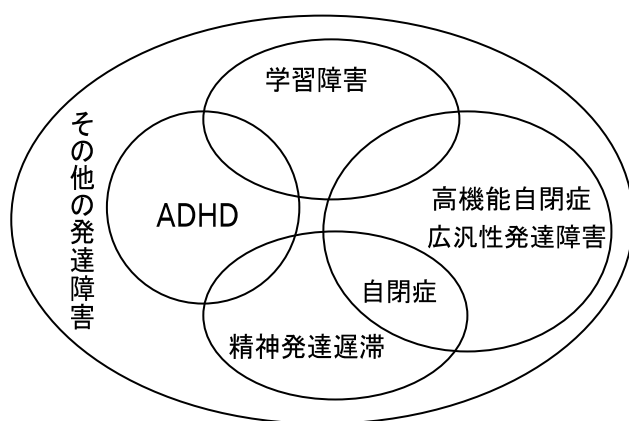 学習障害
その他の発達障害
ADHD
高機能自閉症
広汎性発達障害
自閉症
精神発達遅滞